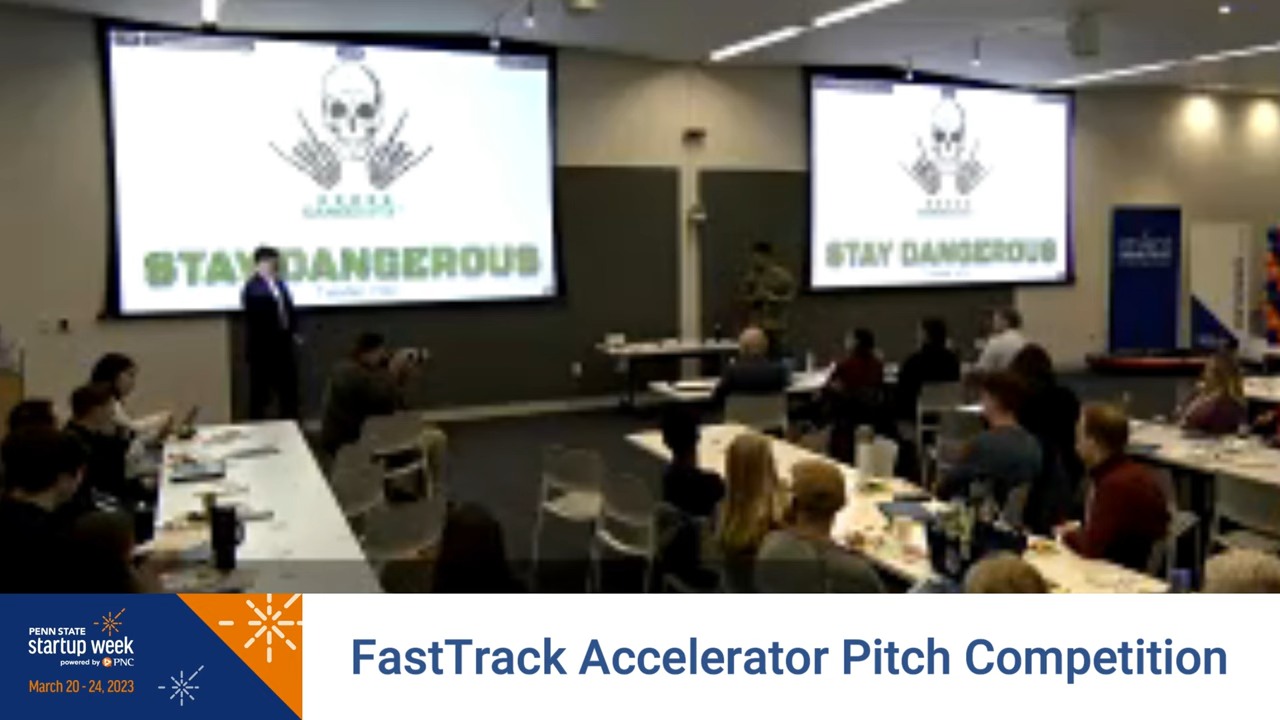 STAY DANGEROUS
STAY DANGEROUS
PENN STATE
startup week
powered by PNC
March 20 - 24, 2023
FastTrack Accelerator Pitch Competition